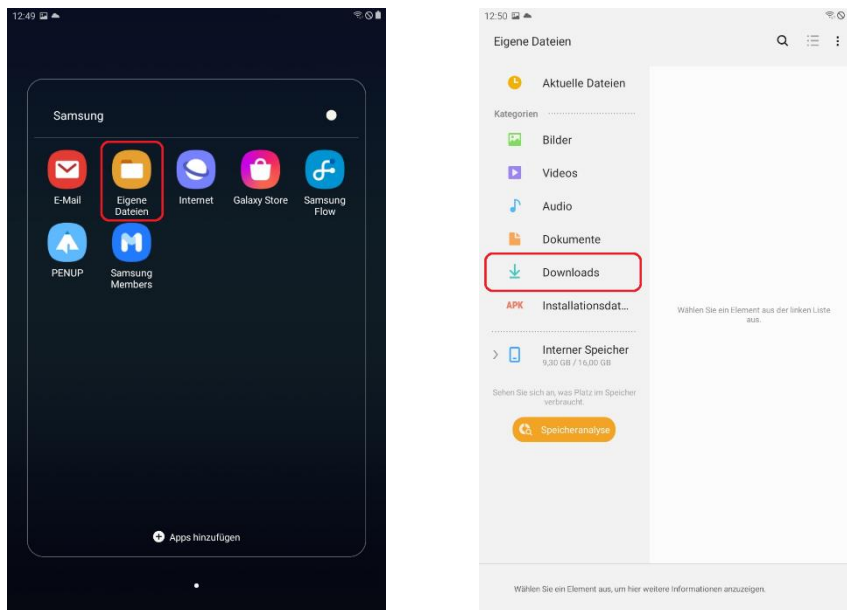 12:49
Samsung
E-Mail
Eigene
Dateien
Internet
Galaxy Store
Samsung
Flow
PENUP
Samsung
Members
Apps hinzufügen
12:50
Eigene Dateien
Aktuelle Dateien
Kategorien
Bilder
Videos
Audio
Dokumente
Downloads
APK Installationsdat...
Interner Speicher
9,30 GB / 16,00 GB
Sehen Sie sich an, was Platz im Speicher
verbraucht.
Speicheranalyse
Wählen Sie ein Element aus der linken Liste
aus.
Wählen Sie ein Element aus, um hier weitere Informationen anzuzeigen.